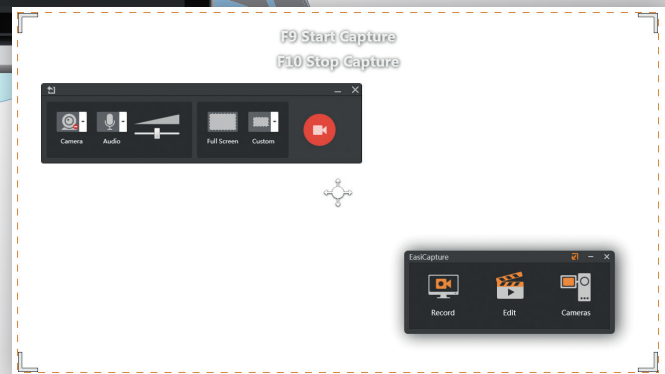 F9 Start Capture
F10 Stop Capture
Camera
Audio
Full Screen
Custom
EasiCapture
Record
Edit
Cameras